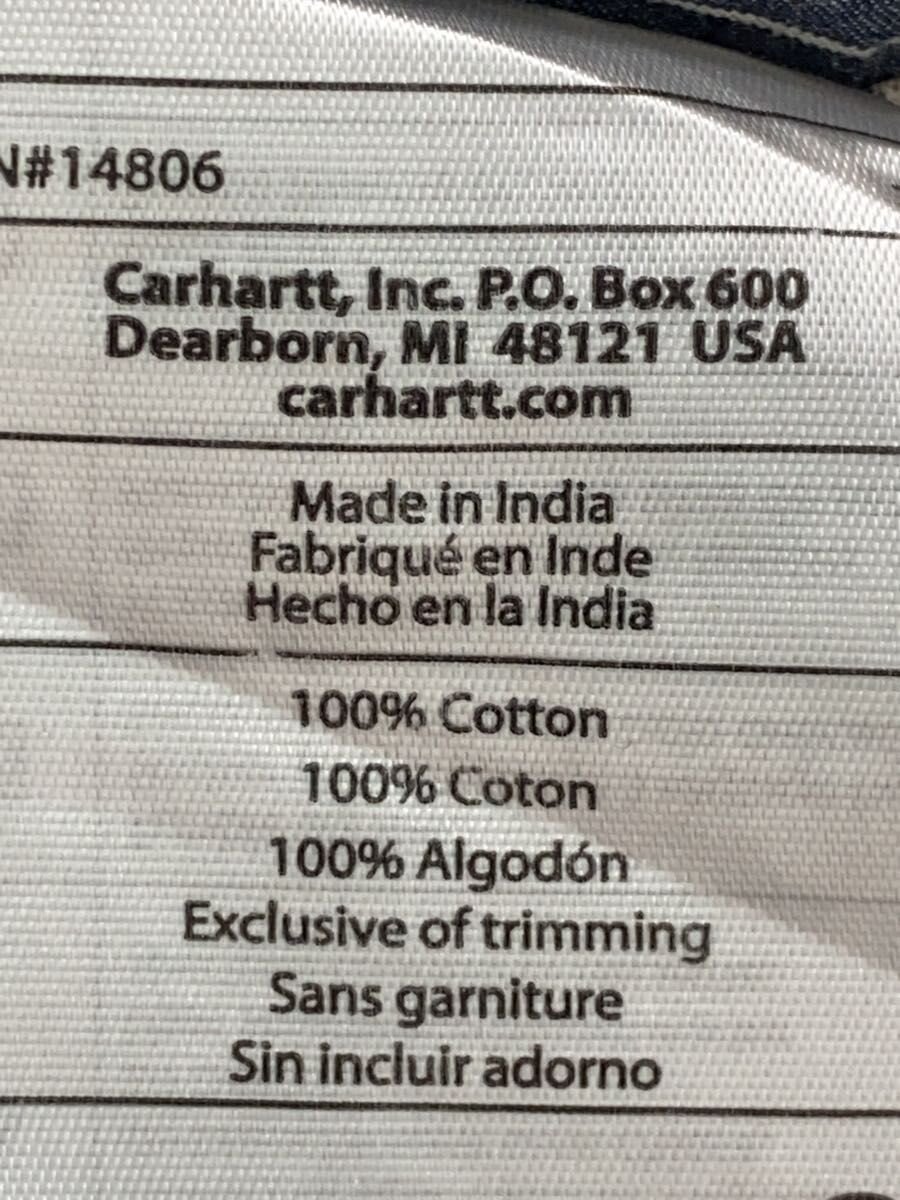 N#14806
Carhartt, Inc. P.O. Box 600
Dearborn, MI 48121 USA
carhartt.com
Made in India
Fabriqué en Inde
Hecho en la India
100% Cotton
100% Coton
100% Algodón
Exclusive of trimming
Sans garniture
Sin incluir adorno